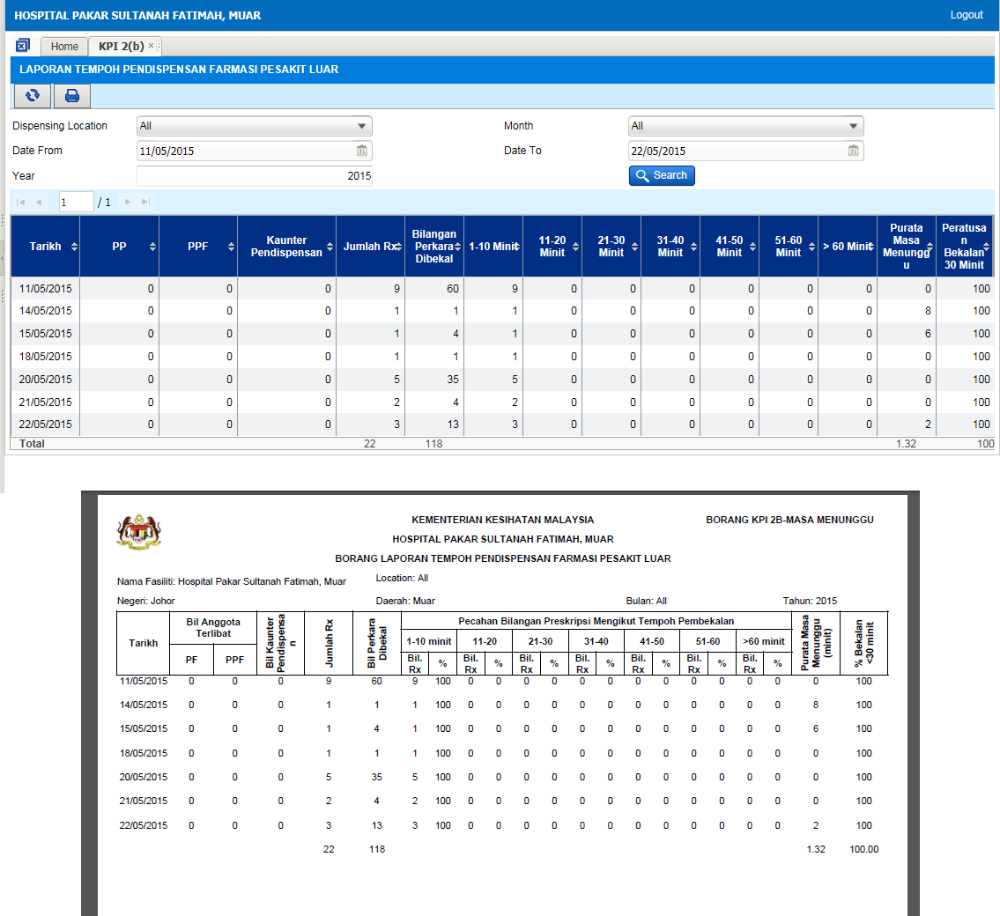 HOSPITAL PAKAR SULTANAH FATIMAH, MUAR Logout
Home KPI 2(b) ×
LAPORAN TEMPOH PENDISPENSAN FARMASI PESAKIT LUAR
Dispensing Location All Month All
Date From 11/05/2015 Date To 22/05/2015
Year 2015 Search
1 / 1
Tarikh PP PPF Kaunter Pendispensan Jumlah Rx Bilangan Perkara Dibekal 1-10 Minit 11-20 Minit 21-30 Minit 31-40 Minit 41-50 Minit 51-60 Minit > 60 Minit Purata Masa Menunggu Peratusan Bekalan 30 Minit
11/05/2015 0 0 0 9 60 9 0 0 0 0 0 0 0 100
14/05/2015 0 0 0 1 1 1 0 0 0 0 0 0 8 100
15/05/2015 0 0 0 1 4 1 0 0 0 0 0 0 6 100
18/05/2015 0 0 0 1 1 1 0 0 0 0 0 0 0 100
20/05/2015 0 0 0 5 35 5 0 0 0 0 0 0 0 100
21/05/2015 0 0 0 2 4 2 0 0 0 0 0 0 0 100
22/05/2015 0 0 0 3 13 3 0 0 0 0 0 0 2 100
Total 22 118 1.32 100
KEMENTERIAN KESIHATAN MALAYSIA BORANG KPI 2B-MASA MENUNGGU
HOSPITAL PAKAR SULTANAH FATIMAH, MUAR
BORANG LAPORAN TEMPOH PENDISPENSAN FARMASI PESAKIT LUAR
Nama Fasiliti: Hospital Pakar Sultanah Fatimah, Muar Location: All
Negeri: Johor Daerah: Muar Bulan: All Tahun: 2015
Tarikh Bil Anggota Terlibat Bil Kaunter Pendispensan Jumlah Rx Bil Perkara Dibekal Pecahan Bilangan Preskripsi Mengikut Tempoh Pembekalan Purata Masa Menunggu (minit) % Bekalan <30 minit
1-10 minit 11-20 21-30 31-40 41-50 51-60 >60 minit
PF PPF Bil. Rx % Bil. Rx % Bil. Rx % Bil. Rx % Bil. Rx % Bil. Rx % Bil. Rx %
11/05/2015 0 0 0 9 60 9 100 0 0 0 0 0 0 0 0 0 0 0 0 0 100
14/05/2015 0 0 0 1 1 1 100 0 0 0 0 0 0 0 0 0 0 0 0 8 100
15/05/2015 0 0 0 1 4 1 100 0 0 0 0 0 0 0 0 0 0 0 0 6 100
18/05/2015 0 0 0 1 1 1 100 0 0 0 0 0 0 0 0 0 0 0 0 0 100
20/05/2015 0 0 0 5 35 5 100 0 0 0 0 0 0 0 0 0 0 0 0 0 100
21/05/2015 0 0 0 2 4 2 100 0 0 0 0 0 0 0 0 0 0 0 0 0 100
22/05/2015 0 0 0 3 13 3 100 0 0 0 0 0 0 0 0 0 0 0 0 2 100
22 118 1.32 100.00